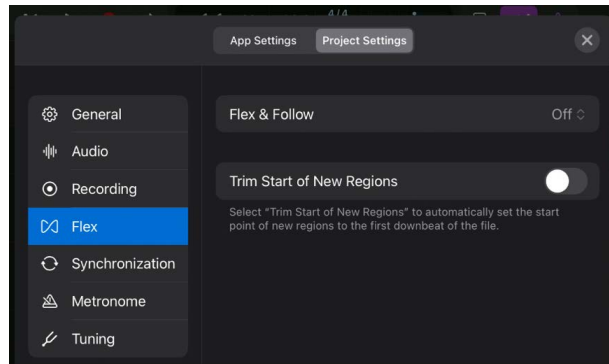 4/4
App Settings Project Settings
General
Audio
Recording
Flex
Synchronization
Metronome
Tuning
Flex & Follow Off
Trim Start of New Regions
Select "Trim Start of New Regions" to automatically set the start
point of new regions to the first downbeat of the file.